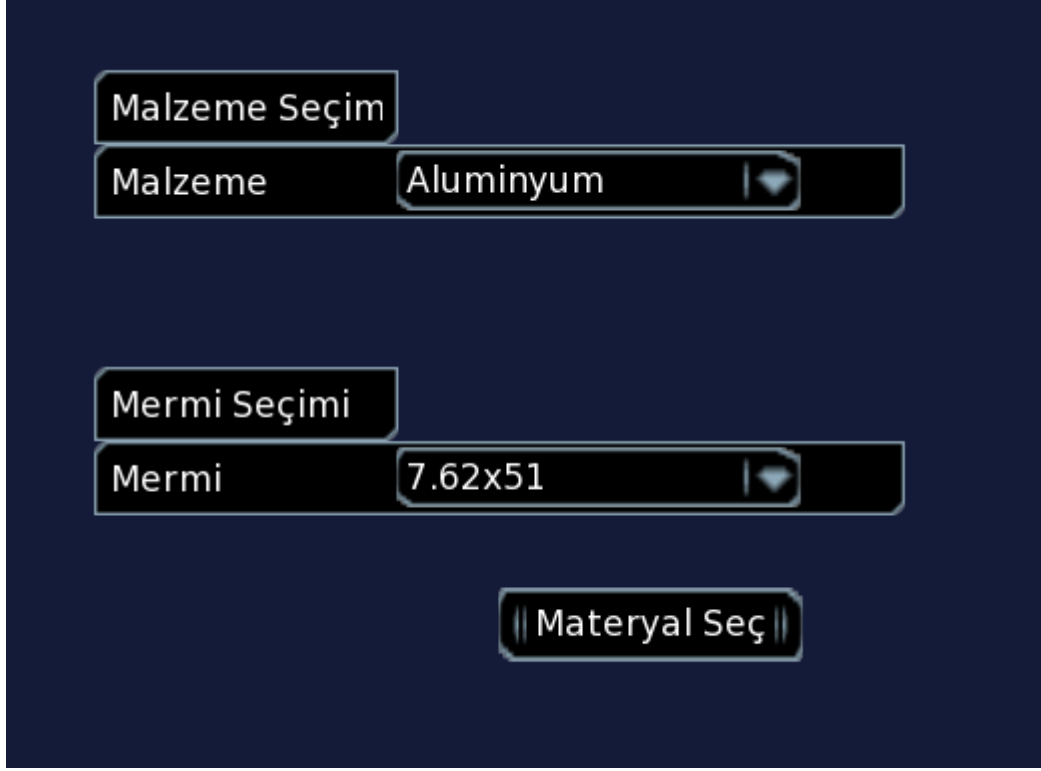 Malzeme Seçim
Malzeme Aluminyum
Mermi Seçimi
Mermi 7.62x51
Materyal Seç